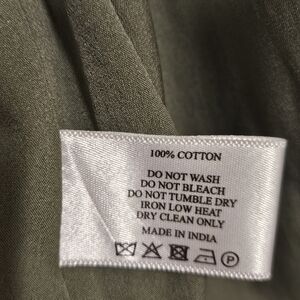 100% COTTON
DO NOT WASH
DO NOT BLEACH
DO NOT TUMBLE DRY
IRON LOW HEAT
DRY CLEAN ONLY
MADE IN INDIA
P